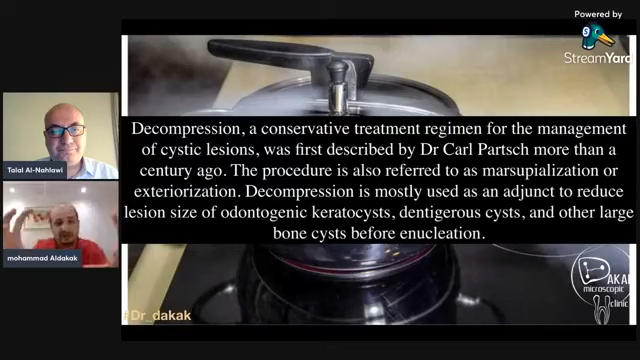 Powered by
StreamYard
Decompression, a conservative treatment regimen for the management
of cystic lesions, was first described by Dr Carl Partsch more than a
century ago. The procedure is also referred to as marsupialization or
exteriorization. Decompression is mostly used as an adjunct to reduce
lesion size of odontogenic keratocysts, dentigerous cysts, and other large
bone cysts before enucleation.
Talal Al-Nahlawi
mohammad Aldakak
DAKAK
microscopic
clinic
#Dr_dakak